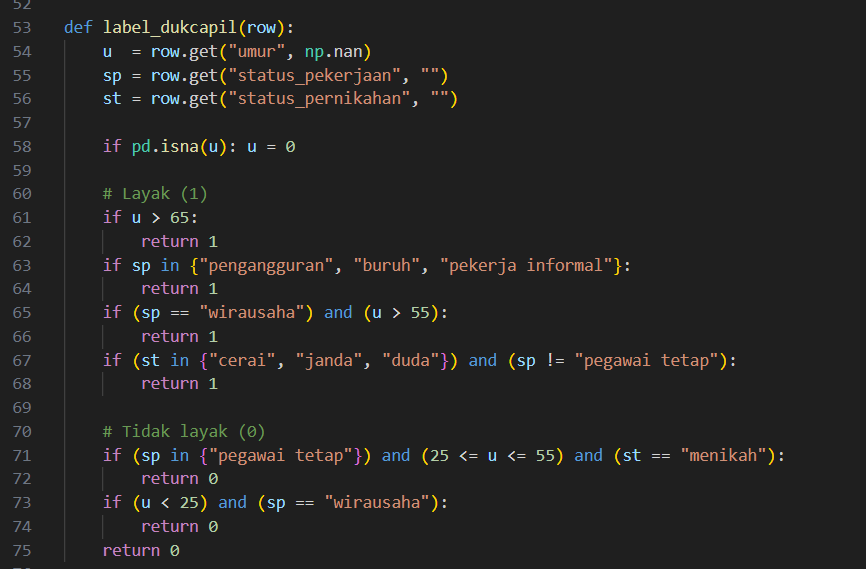 52
53 def label_dukcapil(row):
54     u  = row.get("umur", np.nan)
55     sp = row.get("status_pekerjaan", "")
56     st = row.get("status_pernikahan", "")
57
58     if pd.isna(u): u = 0
59
60     # Layak (1)
61     if u > 65:
62         return 1
63     if sp in {"pengangguran", "buruh", "pekerja informal"}:
64         return 1
65     if (sp == "wirausaha") and (u > 55):
66         return 1
67     if (st in {"cerai", "janda", "duda"}) and (sp != "pegawai tetap"):
68         return 1
69
70     # Tidak layak (0)
71     if (sp in {"pegawai tetap"}) and (25 <= u <= 55) and (st == "menikah"):
72         return 0
73     if (u < 25) and (sp == "wirausaha"):
74         return 0
75     return 0